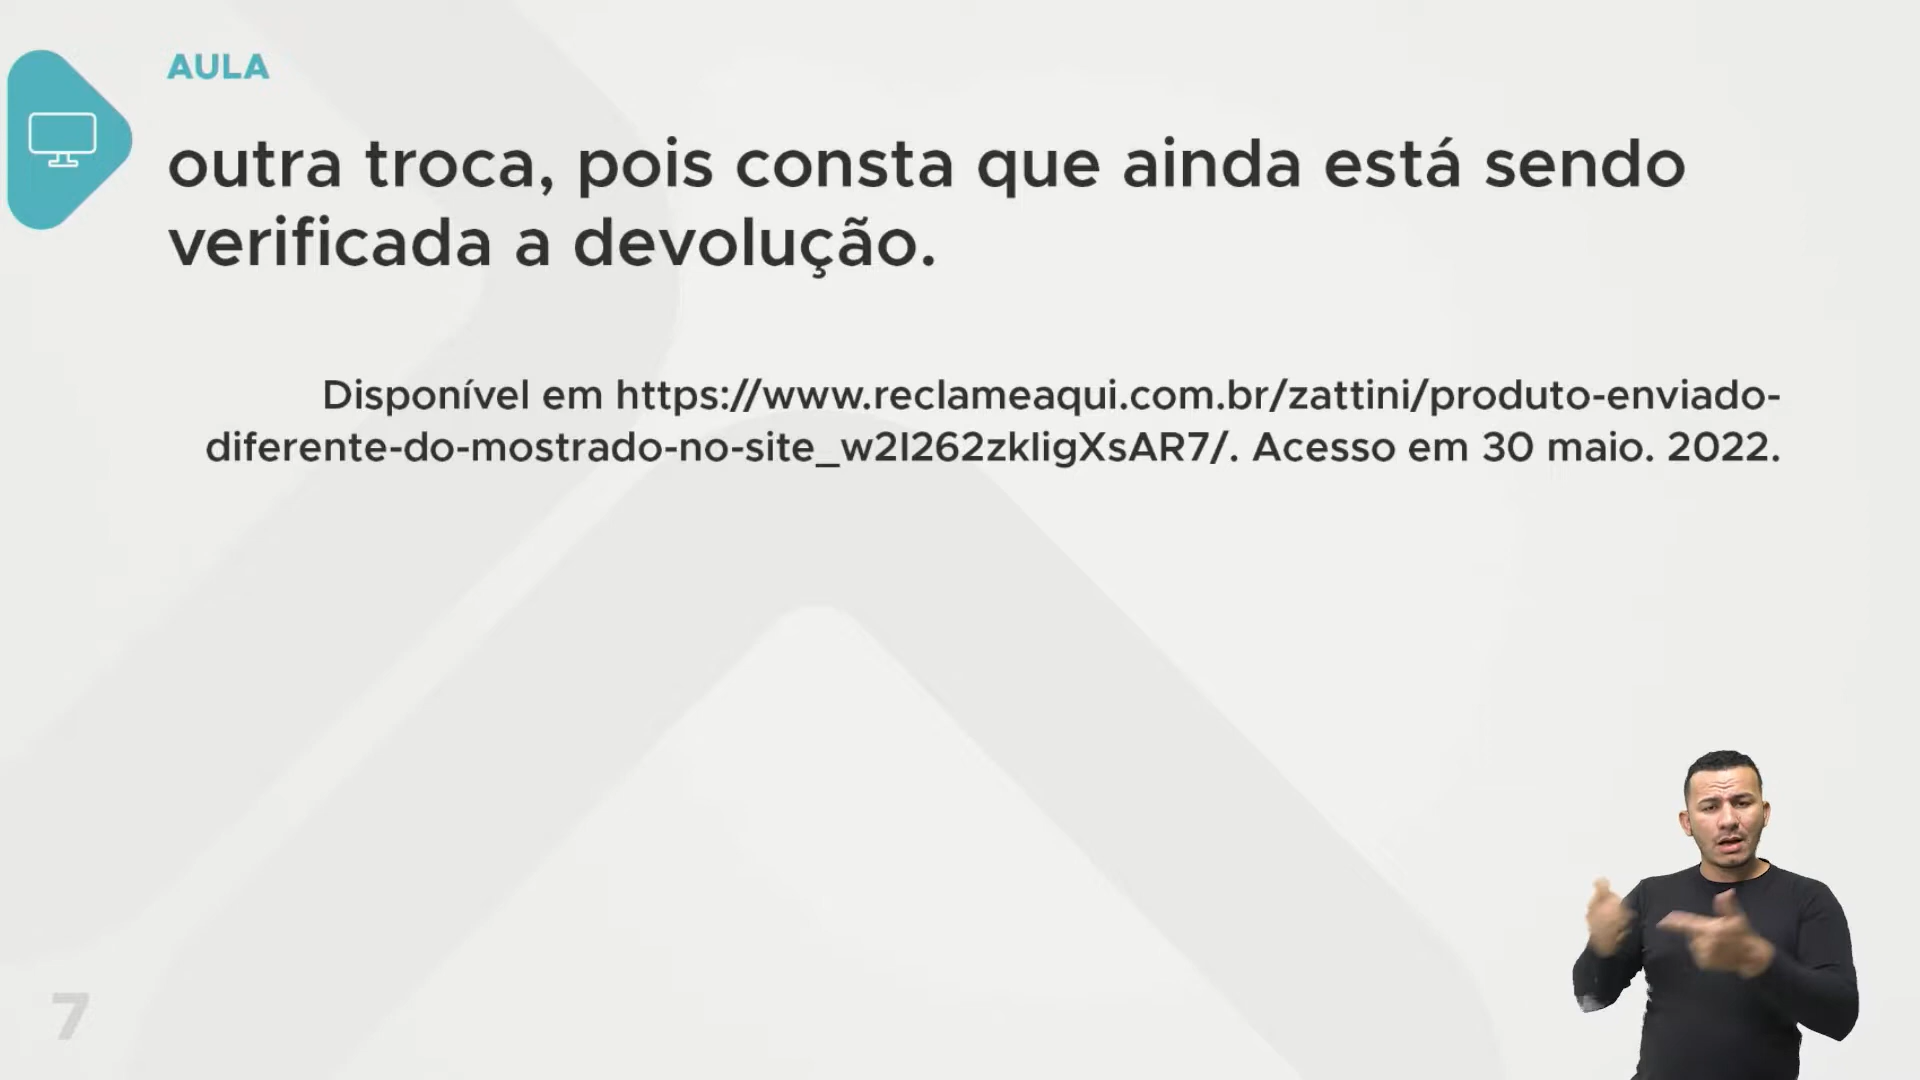 AULA
outra troca, pois consta que ainda está sendo
verificada a devolução.
Disponível em https://www.reclameaqui.com.br/zattini/produto-enviado-
diferente-do-mostrado-no-site_w2I262zkIigXsAR7/. Acesso em 30 maio. 2022.
7